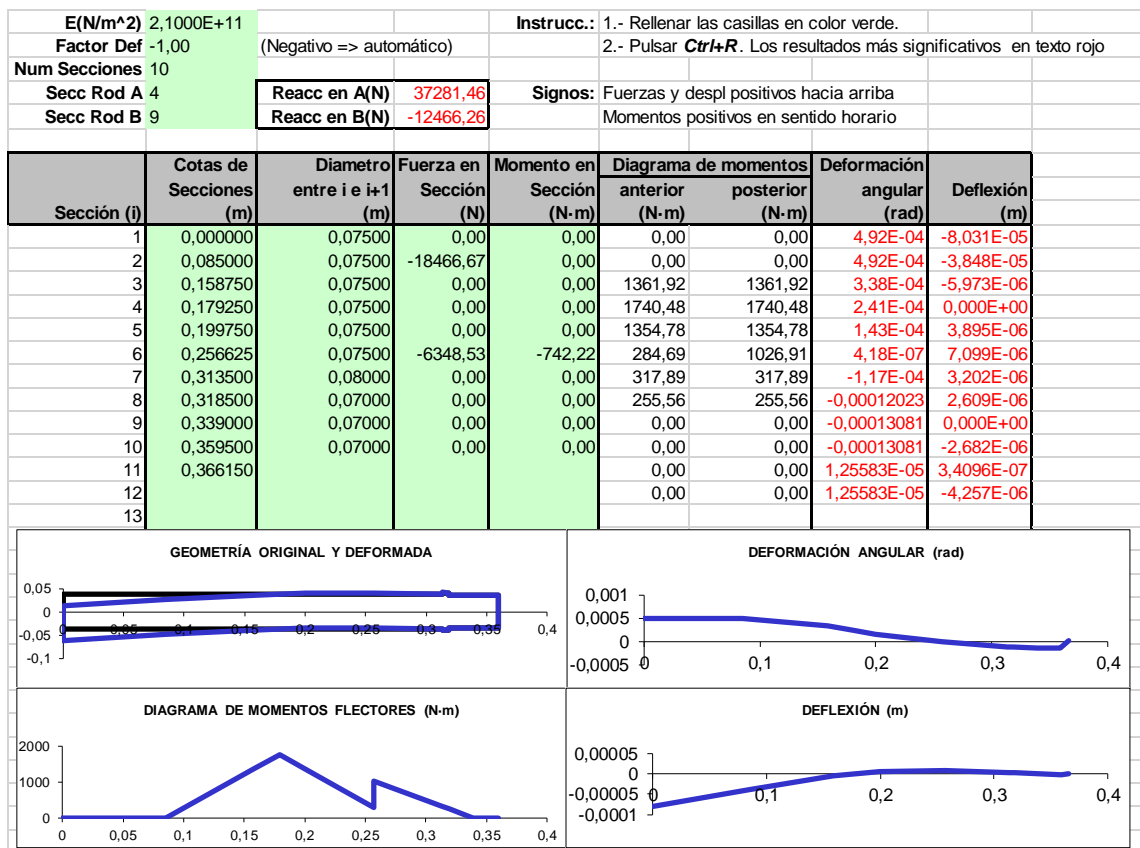 E(N/m^2) 2,1000E+11 Instrucc.: 1.- Rellenar las casillas en color verde.
Factor Def -1,00 (Negativo => automático) 2.- Pulsar Ctrl+R. Los resultados más significativos en texto rojo
Num Secciones 10
Secc Rod A 4 Reacc en A(N) 37281,46 Signos: Fuerzas y despl positivos hacia arriba
Secc Rod B 9 Reacc en B(N) -12466,26 Momentos positivos en sentido horario
Cotas de Diametro Fuerza en Momento en Diagrama de momentos Deformación
Secciones entre i e i+1 Sección Sección anterior posterior angular Deflexión
Sección (i) (m) (m) (N) (N·m) (N·m) (N·m) (rad) (m)
1 0,000000 0,07500 0,00 0,00 0,00 0,00 4,92E-04 -8,031E-05
2 0,085000 0,07500 -18466,67 0,00 0,00 0,00 4,92E-04 -3,848E-05
3 0,158750 0,07500 0,00 0,00 1361,92 1361,92 3,38E-04 -5,973E-06
4 0,179250 0,07500 0,00 0,00 1740,48 1740,48 2,41E-04 0,000E+00
5 0,199750 0,07500 0,00 0,00 1354,78 1354,78 1,43E-04 3,895E-06
6 0,256625 0,07500 -6348,53 -742,22 284,69 1026,91 4,18E-07 7,099E-06
7 0,313500 0,08000 0,00 0,00 317,89 317,89 -1,17E-04 3,202E-06
8 0,318500 0,07000 0,00 0,00 255,56 255,56 -0,00012023 2,609E-06
9 0,339000 0,07000 0,00 0,00 0,00 0,00 -0,00013081 0,000E+00
10 0,359500 0,07000 0,00 0,00 0,00 0,00 -0,00013081 -2,682E-06
11 0,366150 0,00 0,00 1,25583E-05 3,4096E-07
12 0,00 0,00 1,25583E-05 -4,257E-06
13
GEOMETRÍA ORIGINAL Y DEFORMADA
0,05
0
-0,05
-0,1
0 0,05 0,1 0,15 0,2 0,25 0,3 0,35 0,4
DEFORMACIÓN ANGULAR (rad)
0,001
0,0005
0
-0,0005
0 0,1 0,2 0,3 0,4
DIAGRAMA DE MOMENTOS FLECTORES (N·m)
2000
1000
0
0 0,05 0,1 0,15 0,2 0,25 0,3 0,35 0,4
DEFLEXIÓN (m)
0,00005
0
-0,00005
-0,0001
0 0,1 0,2 0,3 0,4